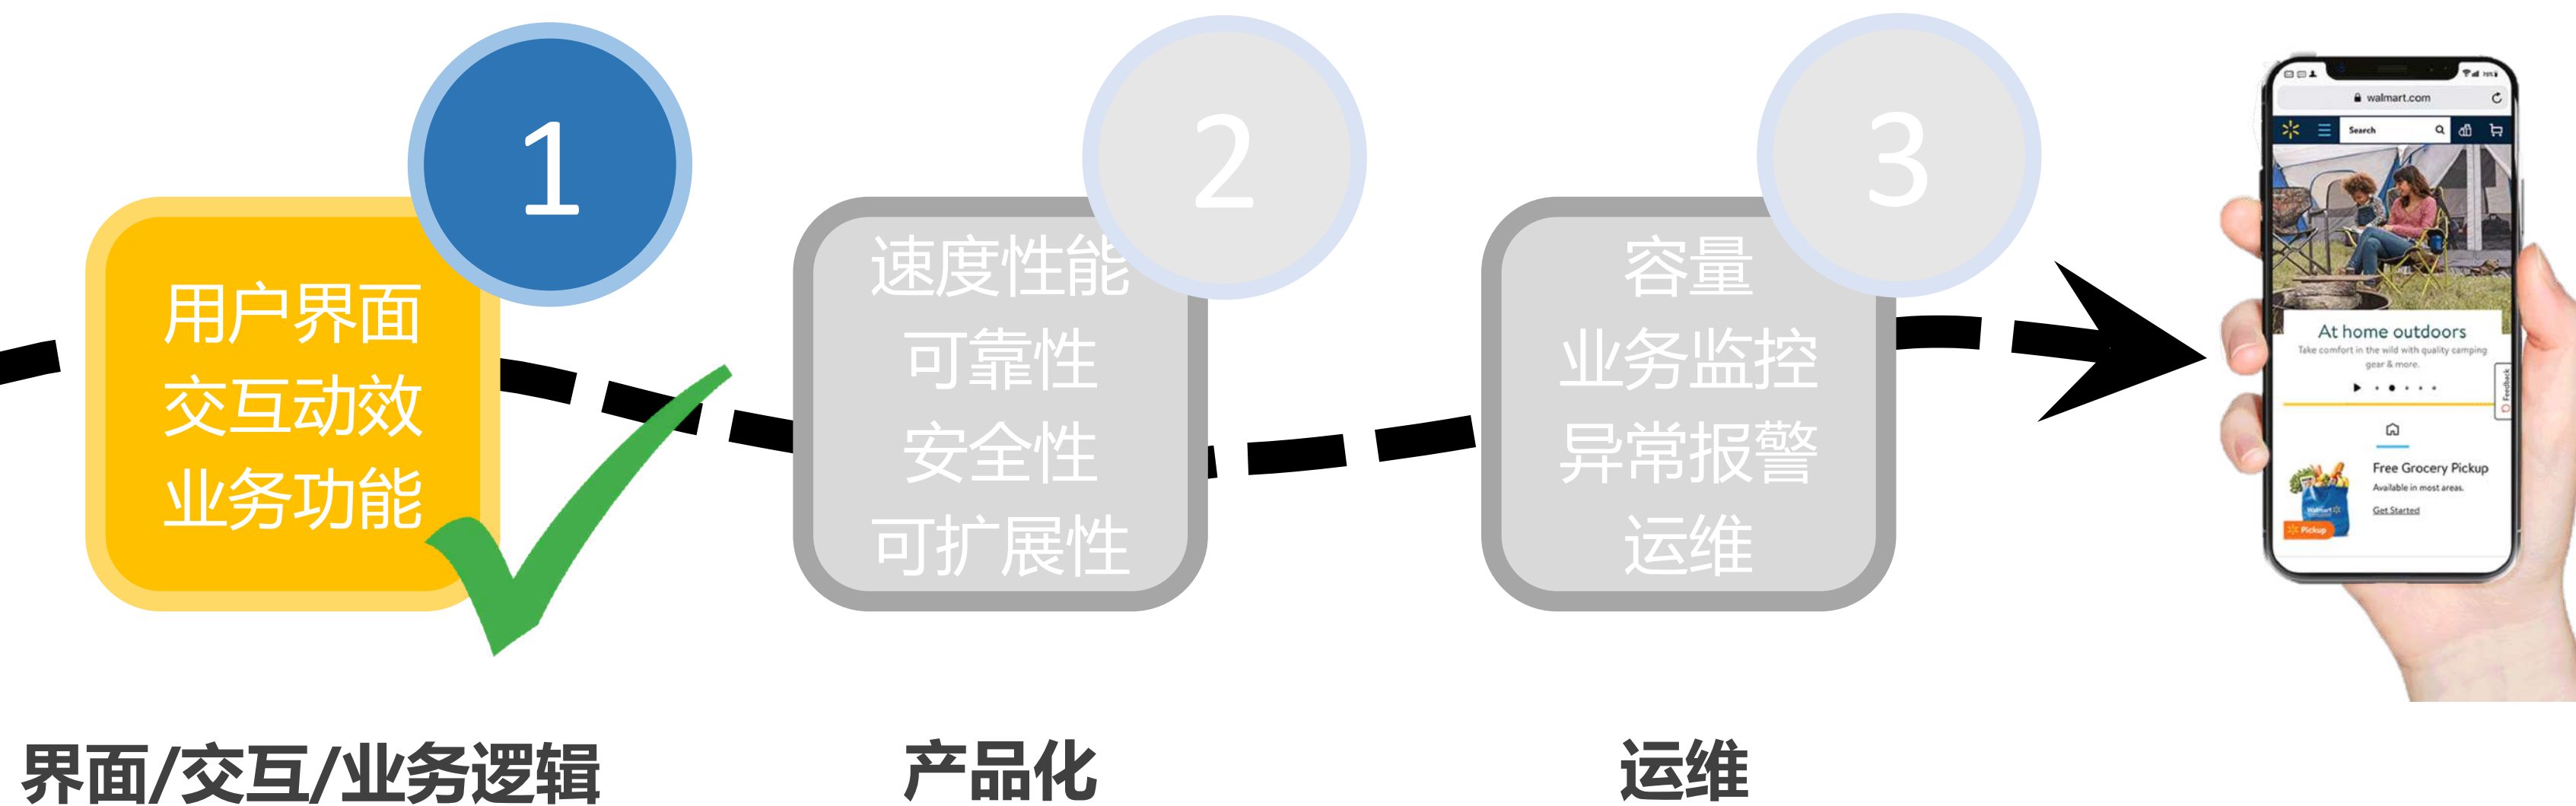 1
用户界面
交互动效
业务功能
界面/交互/业务逻辑
2
速度性能
可靠性
安全性
可扩展性
产品化
3
容量
业务监控
异常报警
运维
运维
walmart.com
Search
At home outdoors
Take comfort in the wild with quality camping
gear & more.
Feedback
Free Grocery Pickup
Available in most areas.
Get Started
Walmart
Pickup